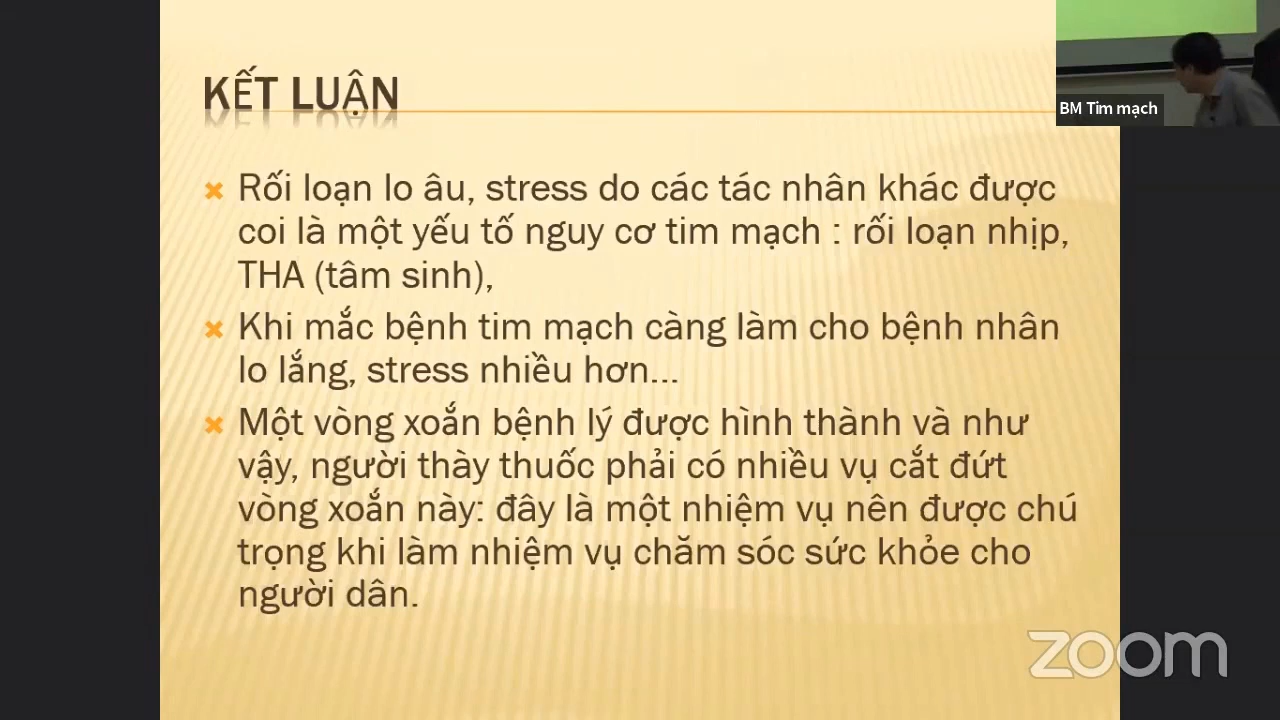 KẾT LUẬN
BM Tim mạch
Rối loạn lo âu, stress do các tác nhân khác được
coi là một yếu tố nguy cơ tim mạch : rối loạn nhịp,
THA (tâm sinh),
Khi mắc bệnh tim mạch càng làm cho bệnh nhân
lo lắng, stress nhiều hơn...
Một vòng xoắn bệnh lý được hình thành và như
vậy, người thày thuốc phải có nhiều vụ cắt đứt
vòng xoắn này: đây là một nhiệm vụ nên được chú
trọng khi làm nhiệm vụ chăm sóc sức khỏe cho
người dân.
zoom